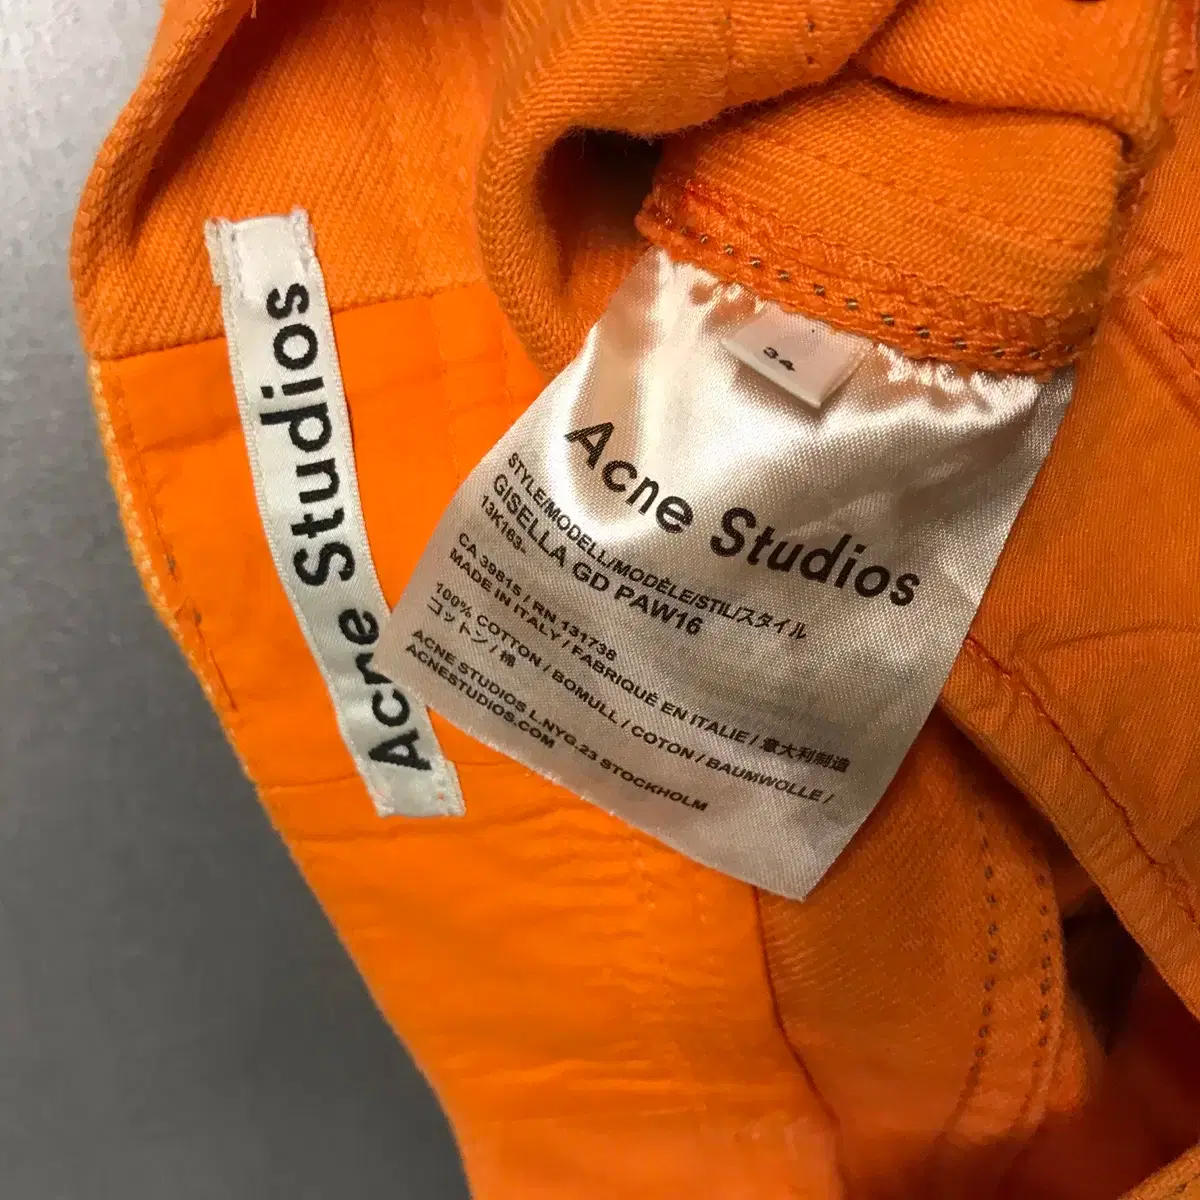 Acne Studios
34
Acne Studios
STYLE/MODELL/MODÈLE/STIL/スタイル
GISELLA GD PAW16
13K163-
CA 39815 / RN 131738
MADE IN ITALY / FABRIQUÉ EN ITALIE / 意大利制造
100% COTTON / BOMULL / COTON / BAUMWOLLE /
コットン / 棉
ACNE STUDIOS L.NYG.23 STOCKHOLM
ACNESTUDIOS.COM